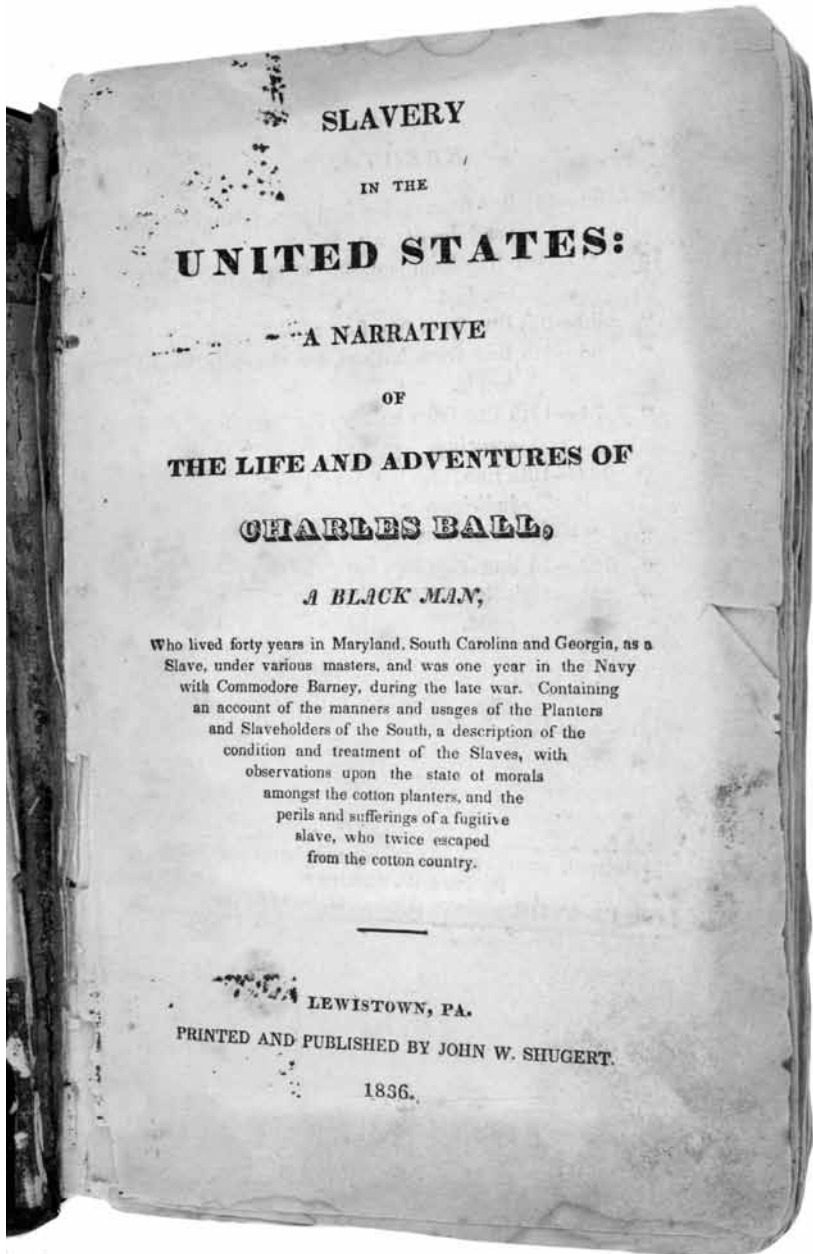 SLAVERY
IN THE
UNITED STATES:
A NARRATIVE
OF
THE LIFE AND ADVENTURES OF
CHARLES BALL,
A BLACK MAN,
Who lived forty years in Maryland, South Carolina and Georgia, as a
Slave, under various masters, and was one year in the Navy
with Commodore Barney, during the late war. Containing
an account of the manners and usages of the Planters
and Slaveholders of the South, a description of the
condition and treatment of the Slaves, with
observations upon the state of morals
amongst the cotton planters, and the
perils and sufferings of a fugitive
slave, who twice escaped
from the cotton country.
LEWISTOWN, PA.
PRINTED AND PUBLISHED BY JOHN W. SHUGERT.
1836.